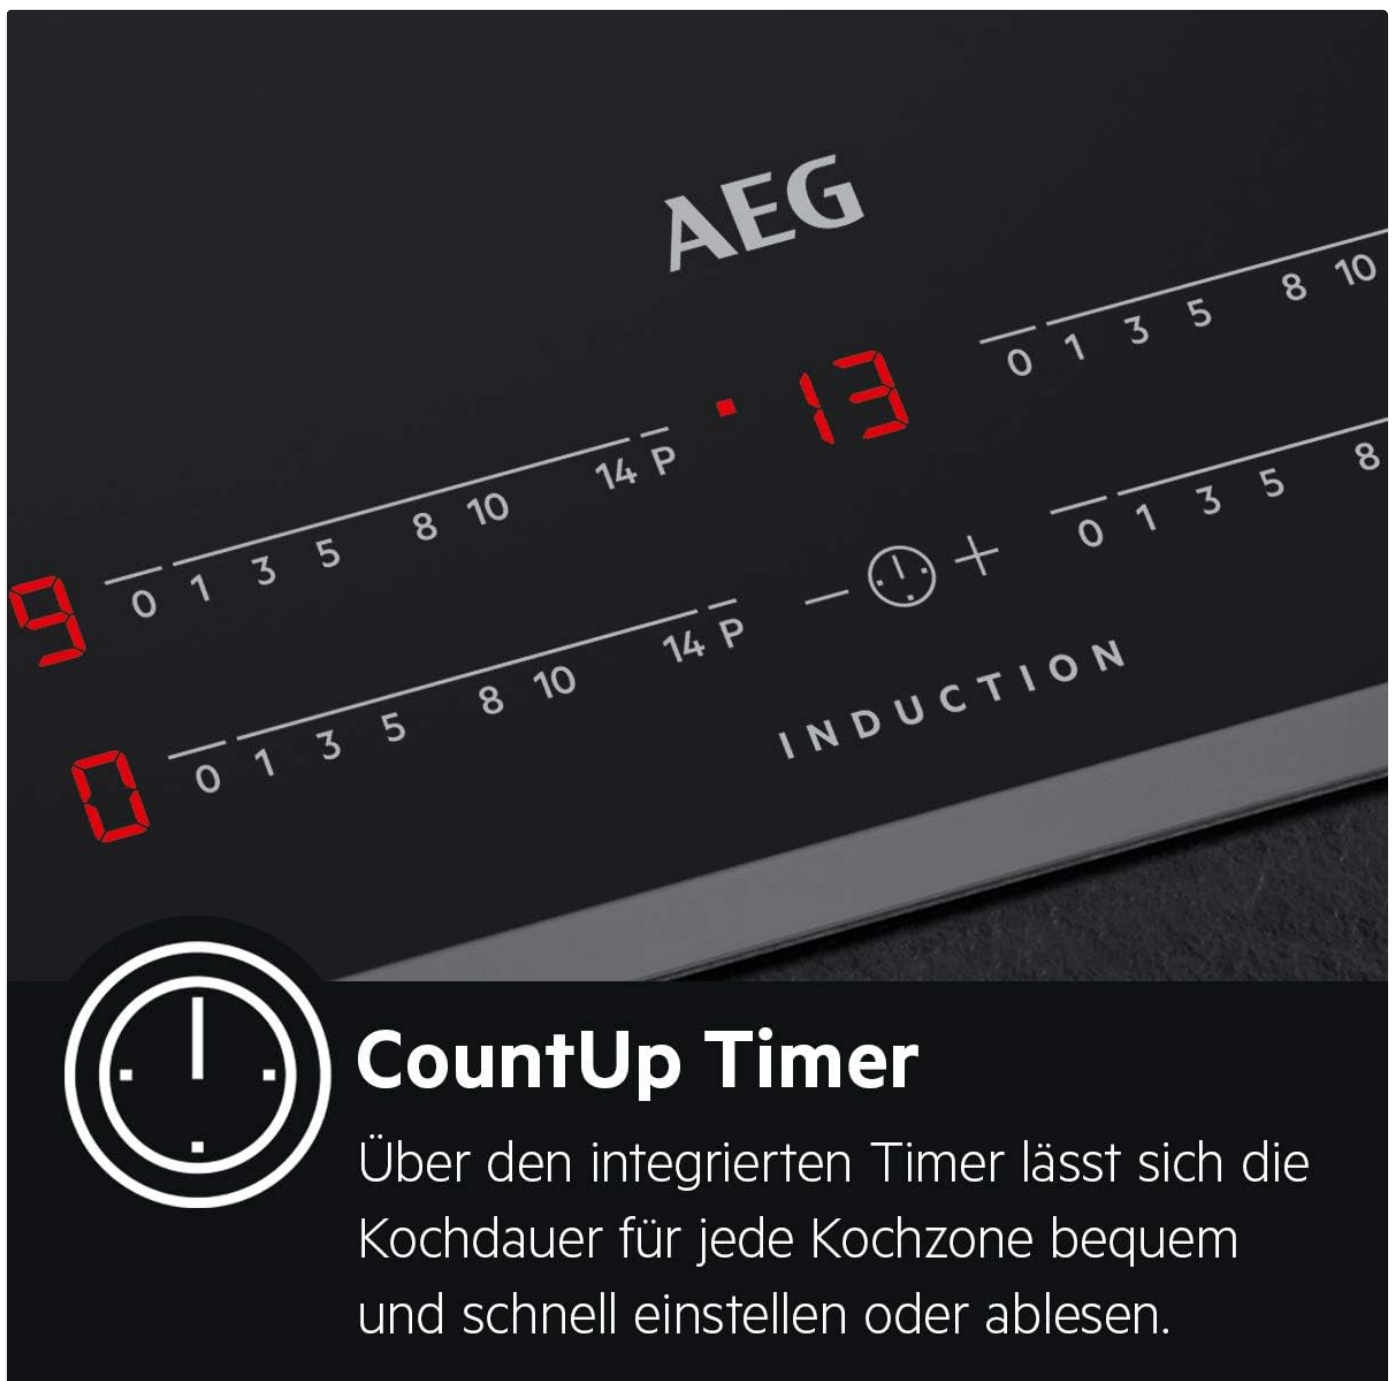 AEG
0 1 3 5 8 10
13
0 1 3 5 8 10 14 P
9
0 1 3 5 8
− +
0 1 3 5 8 10 14 P
0
INDUCTION
CountUp Timer
Über den integrierten Timer lässt sich die
Kochdauer für jede Kochzone bequem
und schnell einstellen oder ablesen.